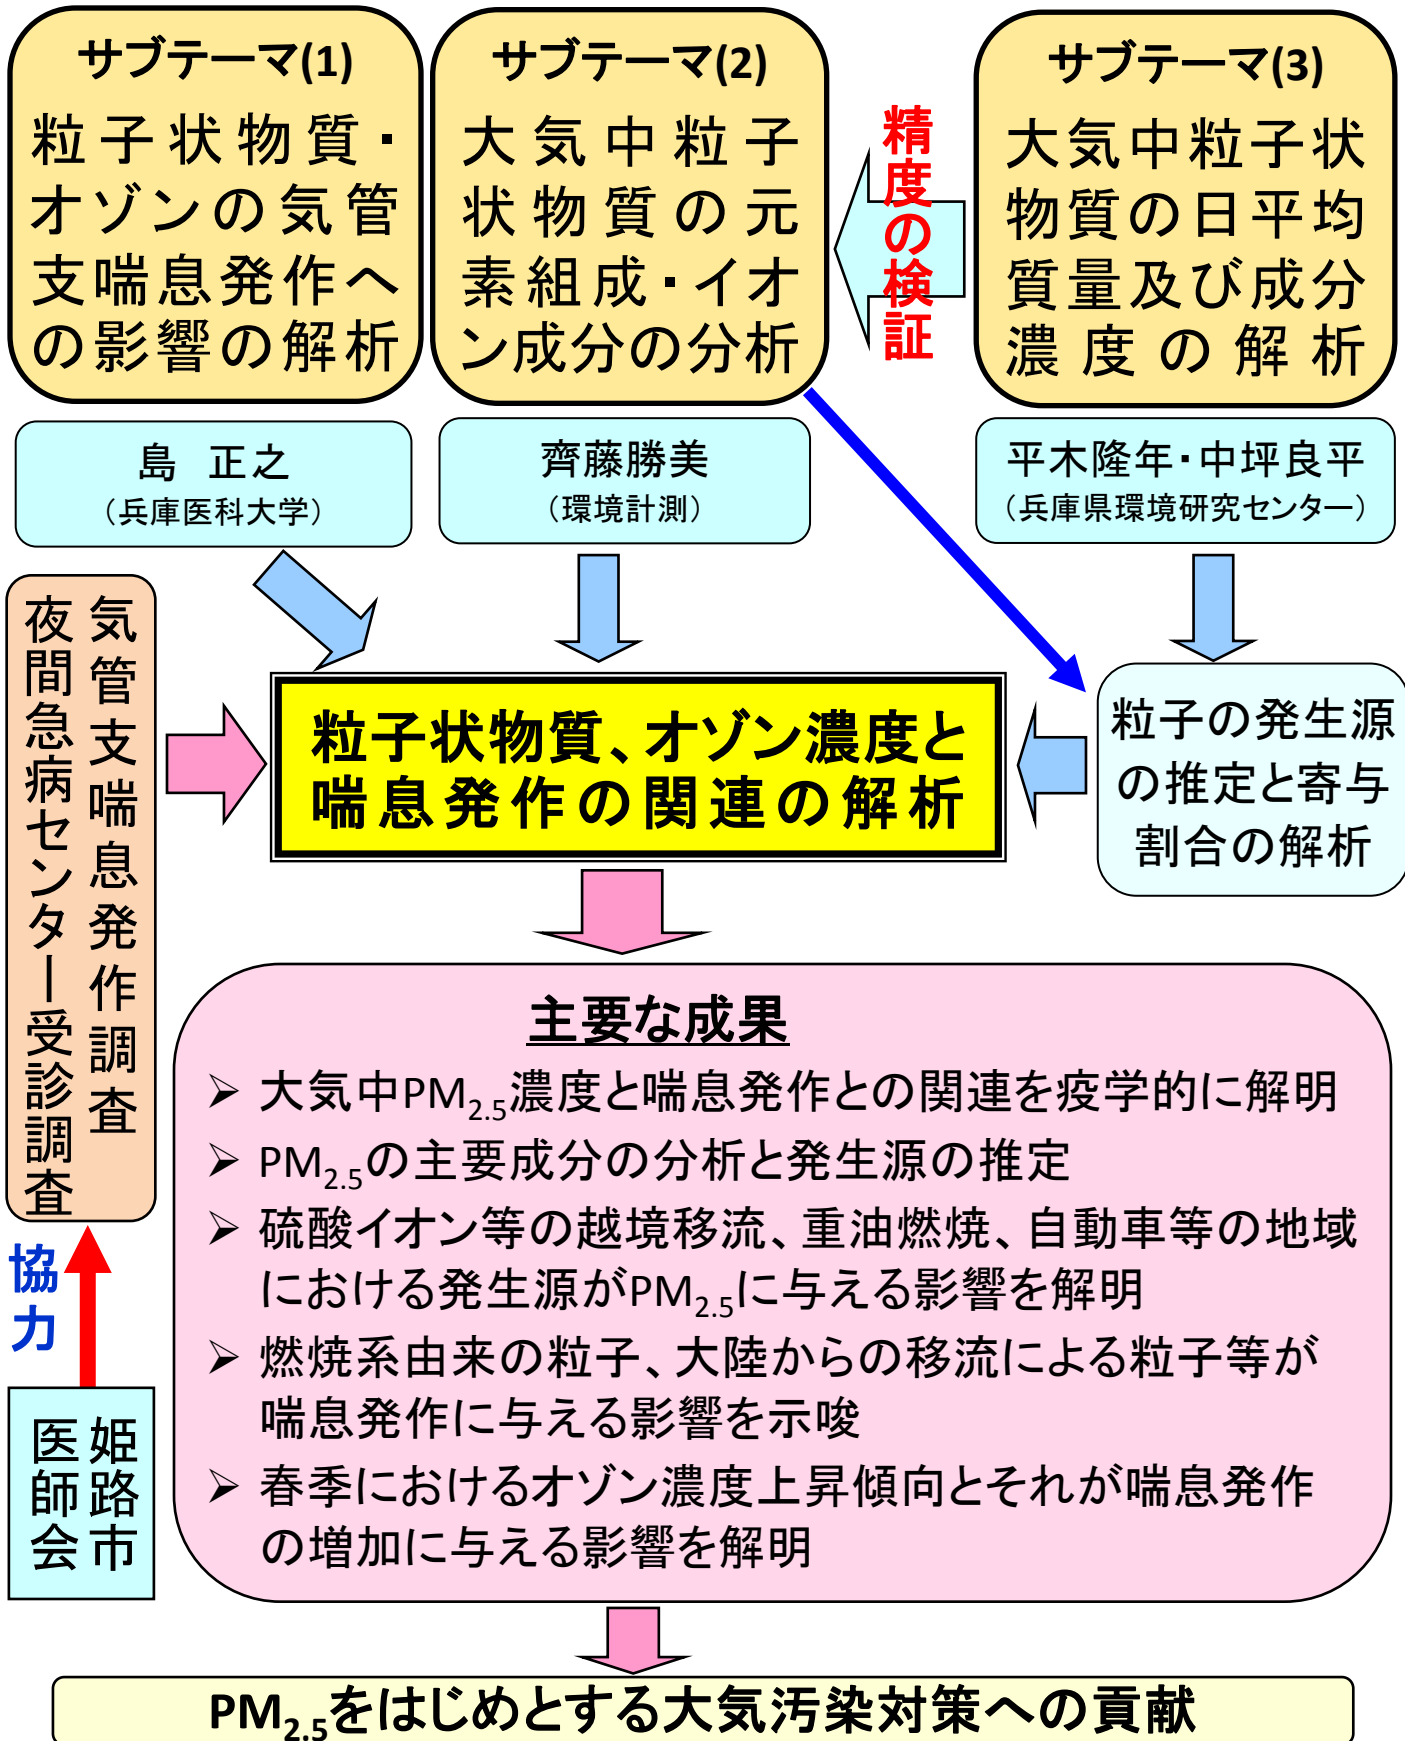 サブテーマ(1)
粒子状物質・
オゾンの気管
支喘息発作へ
の影響の解析
サブテーマ(2)
大気中粒子
状物質の元
素組成・イオ
ン成分の分析
精度の検証
サブテーマ(3)
大気中粒子状
物質の日平均
質量及び成分
濃度の解析
島 正之
（兵庫医科大学）
齊藤勝美
（環境計測）
平木隆年・中坪良平
（兵庫県環境研究センター）
気管支喘息発作調査
夜間急病センター受診調査
粒子状物質、オゾン濃度と
喘息発作の関連の解析
粒子の発生源
の推定と寄与
割合の解析
協力
姫路市
医師会
主要な成果
➢ 大気中PM2.5濃度と喘息発作との関連を疫学的に解明
➢ PM2.5の主要成分の分析と発生源の推定
➢ 硫酸イオン等の越境移流、重油燃焼、自動車等の地域
における発生源がPM2.5に与える影響を解明
➢ 燃焼系由来の粒子、大陸からの移流による粒子等が
喘息発作に与える影響を示唆
➢ 春季におけるオゾン濃度上昇傾向とそれが喘息発作
の増加に与える影響を解明
PM2.5をはじめとする大気汚染対策への貢献